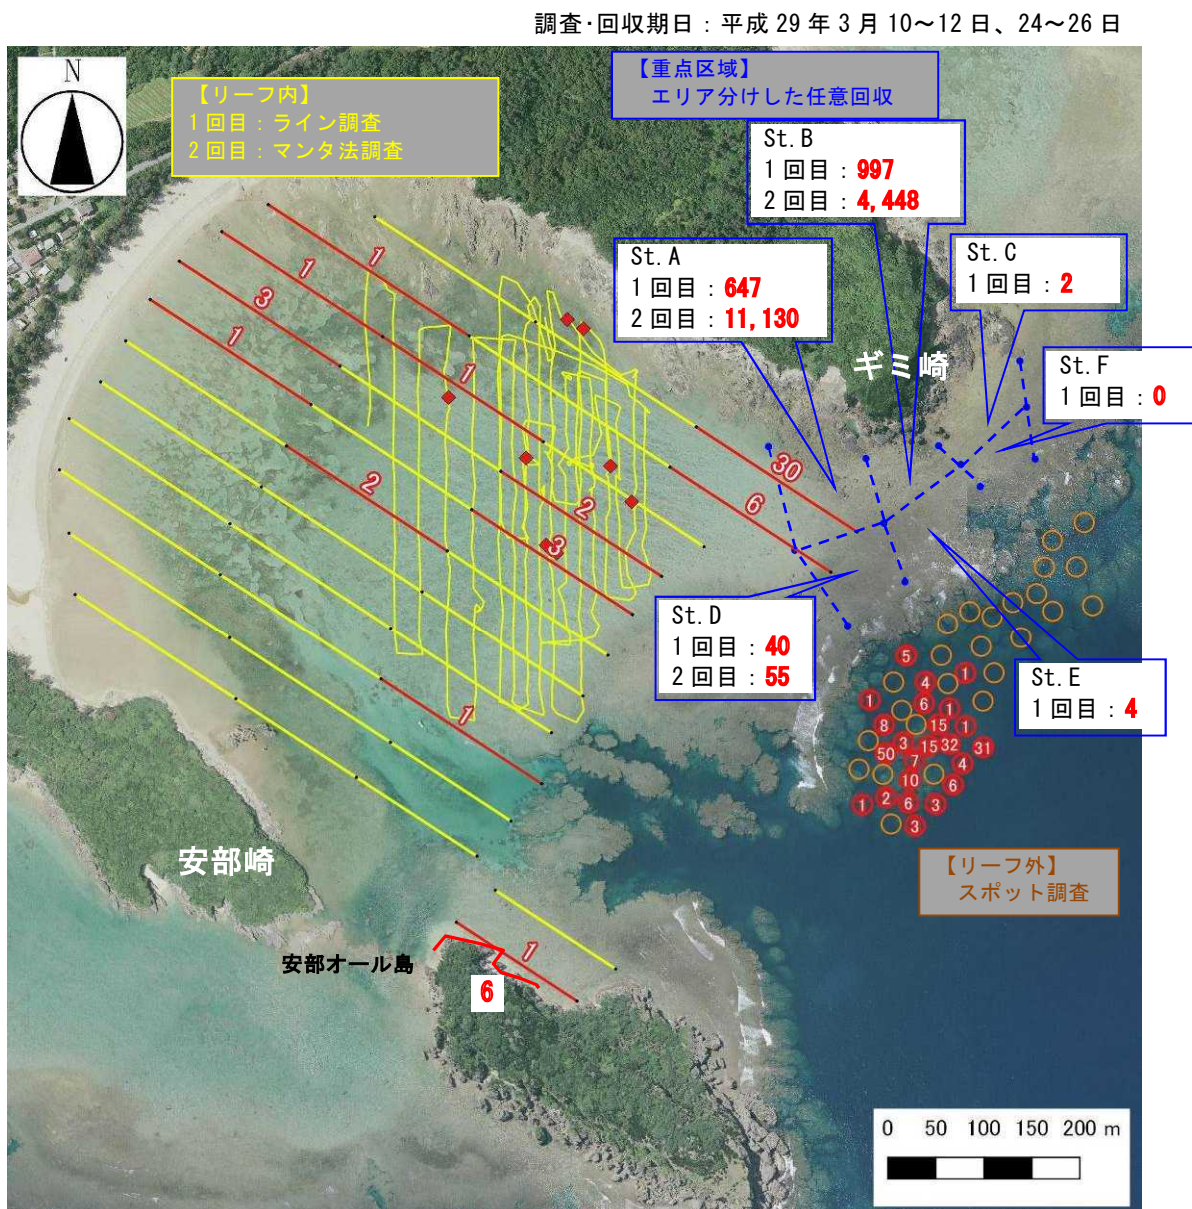 調査・回収期日：平成 29 年 3 月 10～12 日、24～26 日
N
【リーフ内】
1 回目：ライン調査
2 回目：マンタ法調査
【重点区域】
エリア分けした任意回収
St. B
1 回目：997
2 回目：4,448
St. A
1 回目：647
2 回目：11,130
St. C
1 回目：2
ギミ崎
St. F
1 回目：0
1
1
3
1
1
30
6
2
2
3
St. D
1 回目：40
2 回目：55
St. E
1 回目：4
5
4
1
1
6
1
8
15
1
3
15
32
31
50
7
4
10
6
1
2
6
3
3
1
【リーフ外】
スポット調査
安部崎
安部オール島
1
6
0 50 100 150 200 m